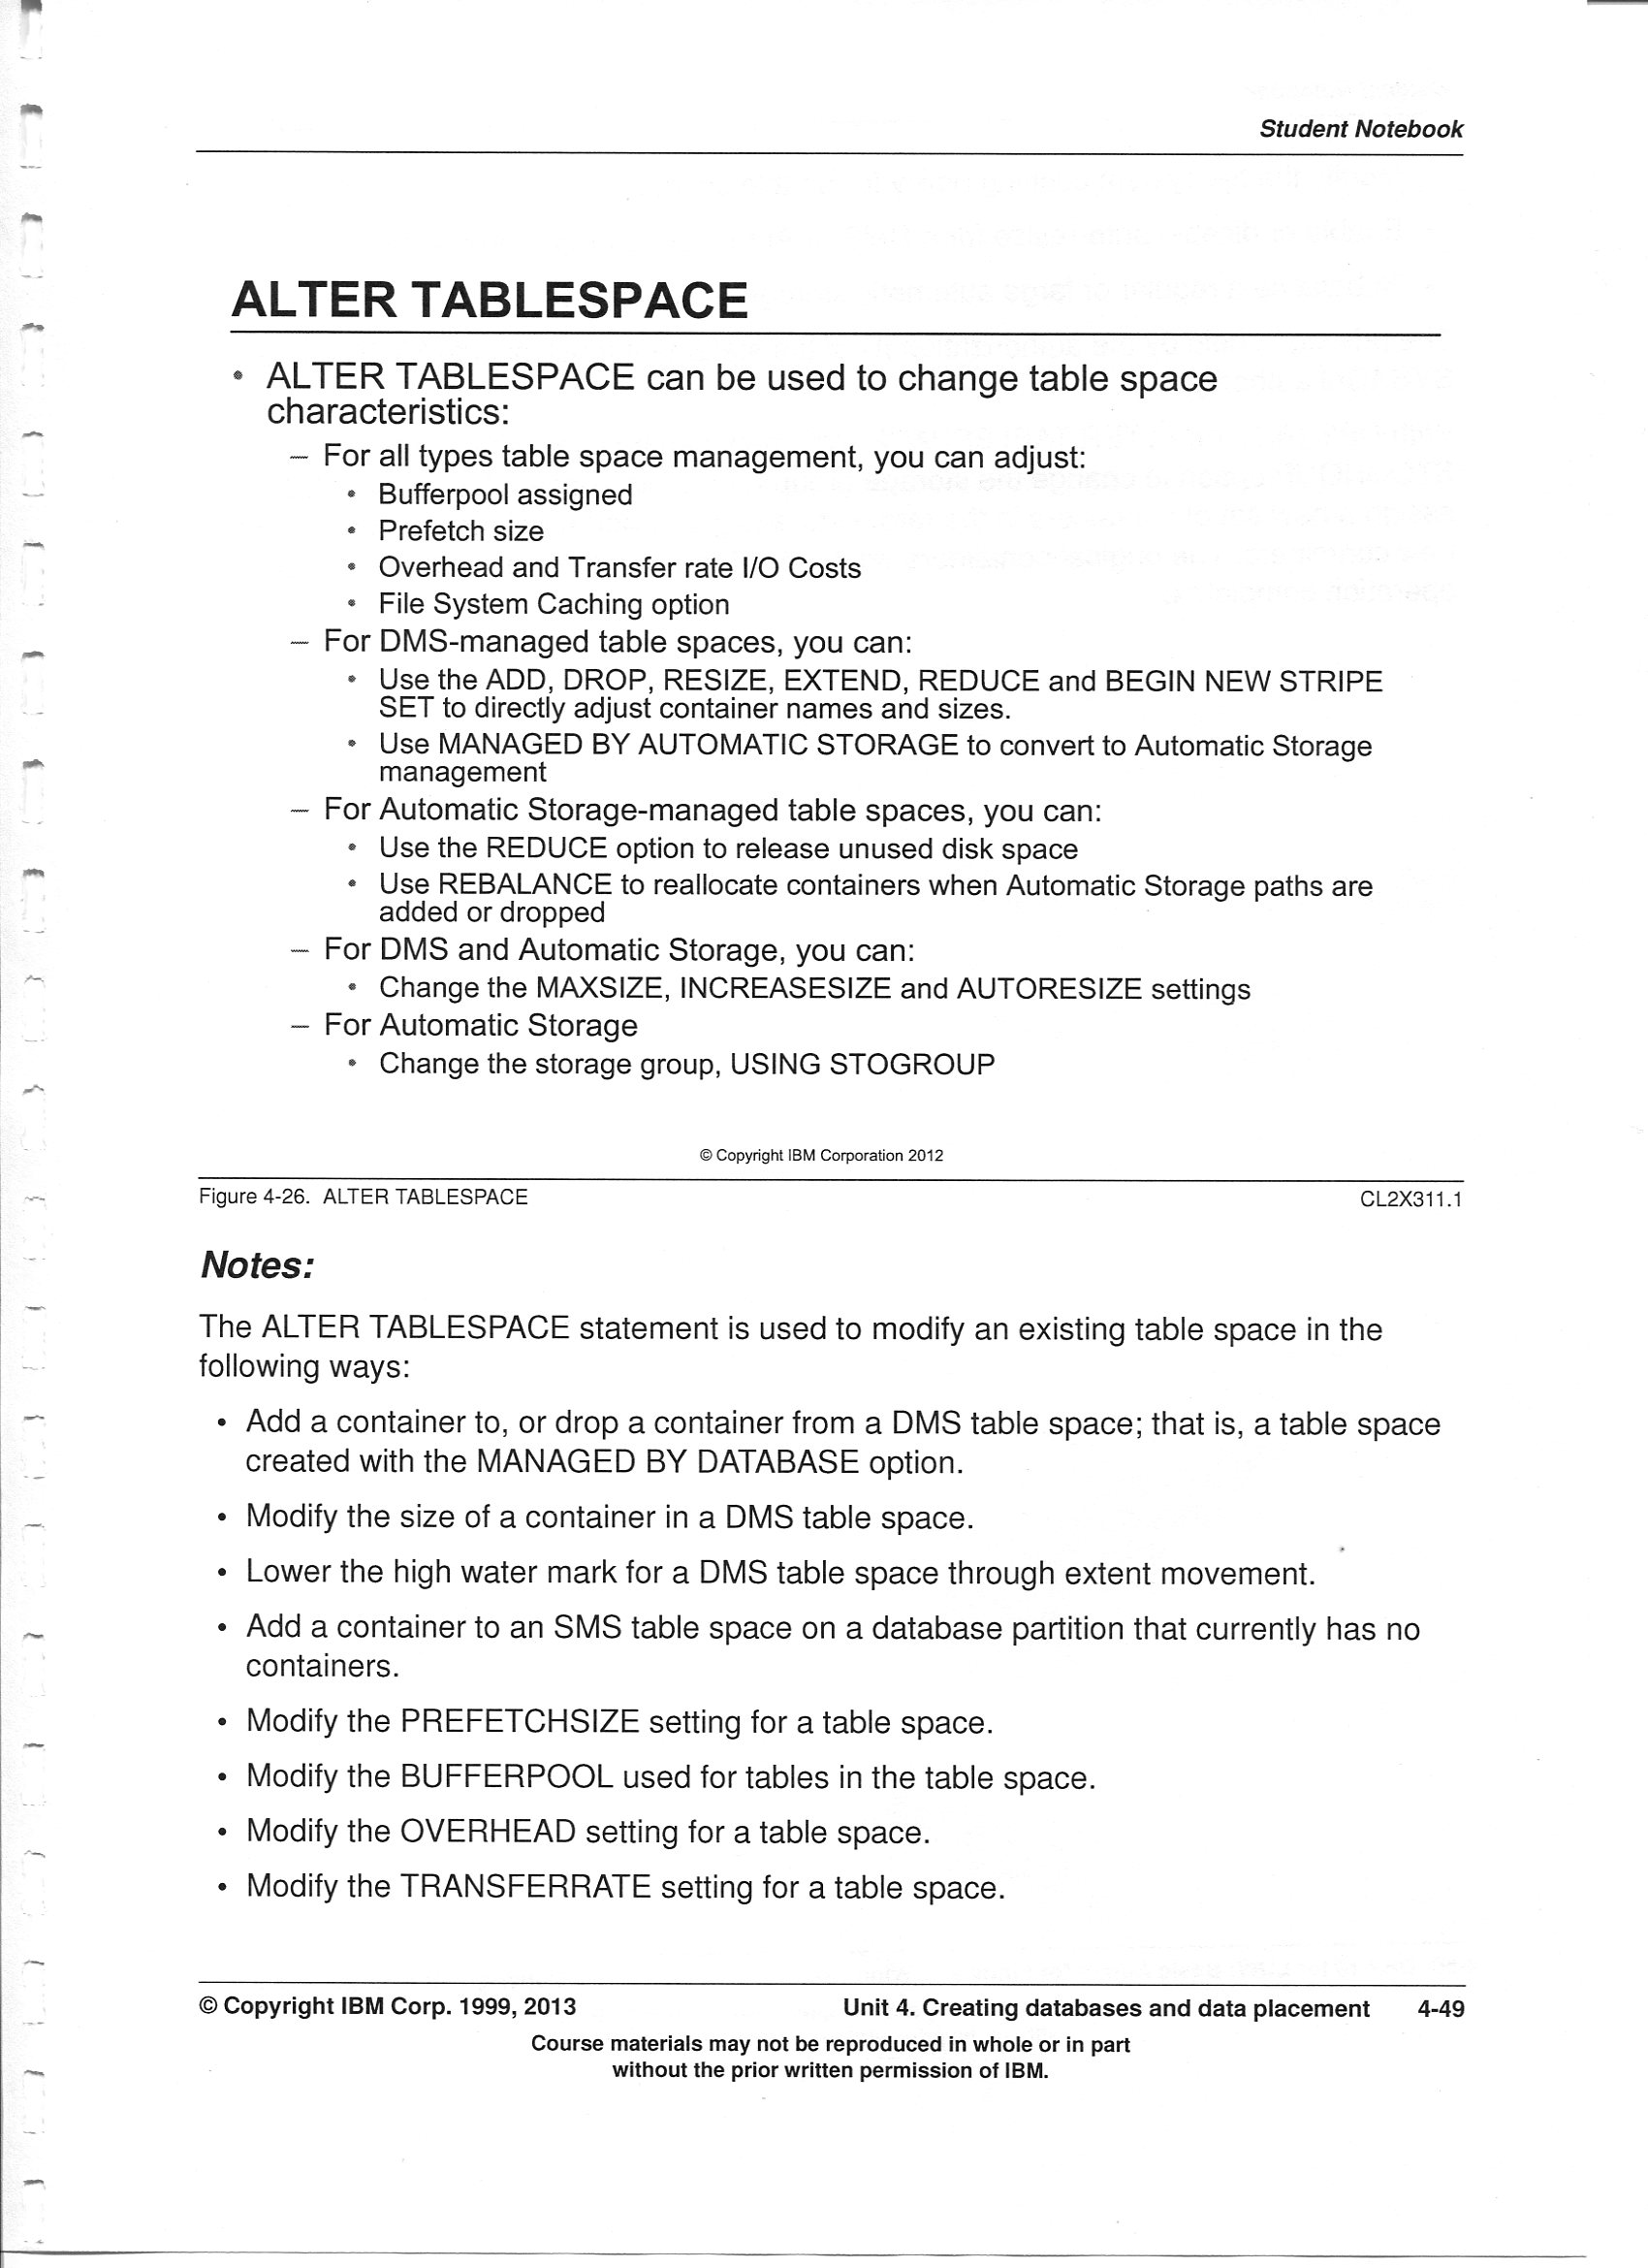 Student Notebook
ALTER TABLESPACE
• ALTER TABLESPACE can be used to change table space
characteristics:
– For all types table space management, you can adjust:
• Bufferpool assigned
• Prefetch size
• Overhead and Transfer rate I/O Costs
• File System Caching option
– For DMS-managed table spaces, you can:
• Use the ADD, DROP, RESIZE, EXTEND, REDUCE and BEGIN NEW STRIPE
SET to directly adjust container names and sizes.
• Use MANAGED BY AUTOMATIC STORAGE to convert to Automatic Storage
management
– For Automatic Storage-managed table spaces, you can:
• Use the REDUCE option to release unused disk space
• Use REBALANCE to reallocate containers when Automatic Storage paths are
added or dropped
– For DMS and Automatic Storage, you can:
• Change the MAXSIZE, INCREASESIZE and AUTORESIZE settings
– For Automatic Storage
• Change the storage group, USING STOGROUP
© Copyright IBM Corporation 2012
Figure 4-26. ALTER TABLESPACE CL2X311.1
Notes:
The ALTER TABLESPACE statement is used to modify an existing table space in the
following ways:
• Add a container to, or drop a container from a DMS table space; that is, a table space
created with the MANAGED BY DATABASE option.
• Modify the size of a container in a DMS table space.
• Lower the high water mark for a DMS table space through extent movement.
• Add a container to an SMS table space on a database partition that currently has no
containers.
• Modify the PREFETCHSIZE setting for a table space.
• Modify the BUFFERPOOL used for tables in the table space.
• Modify the OVERHEAD setting for a table space.
• Modify the TRANSFERRATE setting for a table space.
© Copyright IBM Corp. 1999, 2013 Unit 4. Creating databases and data placement 4-49
Course materials may not be reproduced in whole or in part
without the prior written permission of IBM.